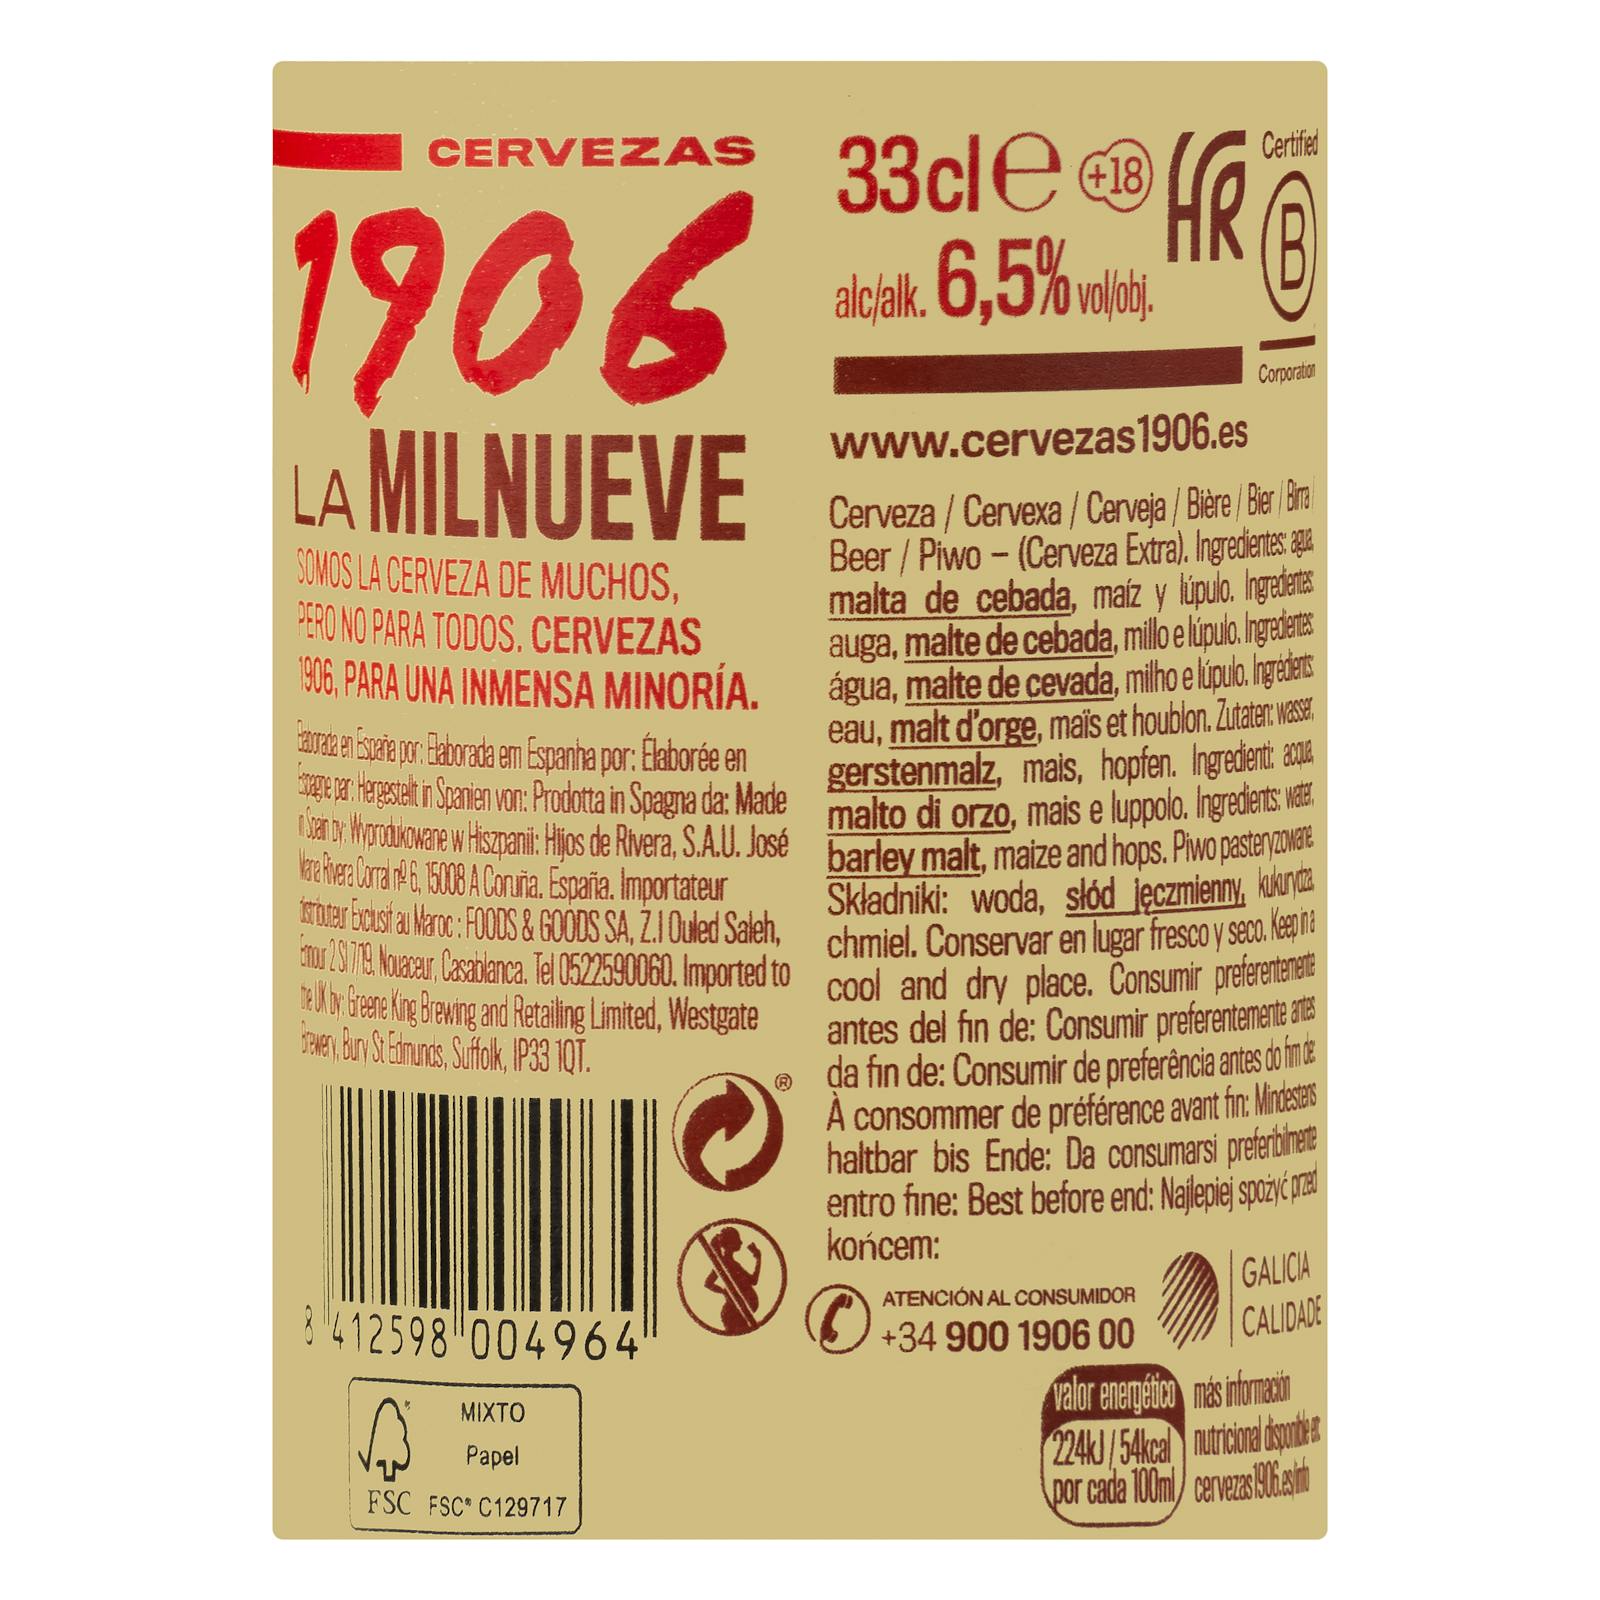 CERVEZAS
1906
LA MILNUEVE
SOMOS LA CERVEZA DE MUCHOS,
PERO NO PARA TODOS. CERVEZAS
1906, PARA UNA INMENSA MINORÍA.
Elaborada en España por: Elaborada em Espanha por: Élaborée en
Espagne par: Hergestellt in Spanien von: Prodotta in Spagna da: Made
in Spain by: Wyprodukowane w Hiszpanii: Hijos de Rivera, S.A.U. José
María Rivera Corral nº 6, 15008 A Coruña. España. Importateur
distributeur Exclusif au Maroc : FOODS & GOODS SA, Z.I Ouled Saleh,
Ennour 2 SI 7/19. Nouaceur, Casablanca. Tel 0522590060. Imported to
the UK by: Greene King Brewing and Retailing Limited, Westgate
Brewery, Bury St Edmunds, Suffolk, IP33 1QT.
®
8 412598 004964
FSC
MIXTO
Papel
FSC® C129717
33cl e +18
HR
Certified
B
Corporation
alc/alk. 6,5% vol/obj.
www.cervezas1906.es
Cerveza / Cervexa / Cerveja / Bière / Bier / Birra /
Beer / Piwo – (Cerveza Extra). Ingredientes: agua,
malta de cebada, maíz y lúpulo. Ingredientes:
auga, malte de cebada, millo e lúpulo. Ingredientes:
água, malte de cevada, milho e lúpulo. Ingrédients:
eau, malt d'orge, maïs et houblon. Zutaten: wasser,
gerstenmalz, mais, hopfen. Ingredienti: acqua,
malto di orzo, mais e luppolo. Ingredients: water,
barley malt, maize and hops. Piwo pasteryzowane.
Składniki: woda, słód jęczmienny, kukurydza,
chmiel. Conservar en lugar fresco y seco. Keep in a
cool and dry place. Consumir preferentemente
antes del fin de: Consumir preferentemente antes
da fin de: Consumir de preferência antes do fim de:
À consommer de préférence avant fin: Mindestens
haltbar bis Ende: Da consumarsi preferibilmente
entro fine: Best before end: Najlepiej spożyć przed
końcem:
ATENCIÓN AL CONSUMIDOR
+34 900 1906 00
GALICIA
CALIDADE
valor energético
224kJ / 54kcal
por cada 100ml
más información
nutricional disponible en:
cervezas1906.es/info